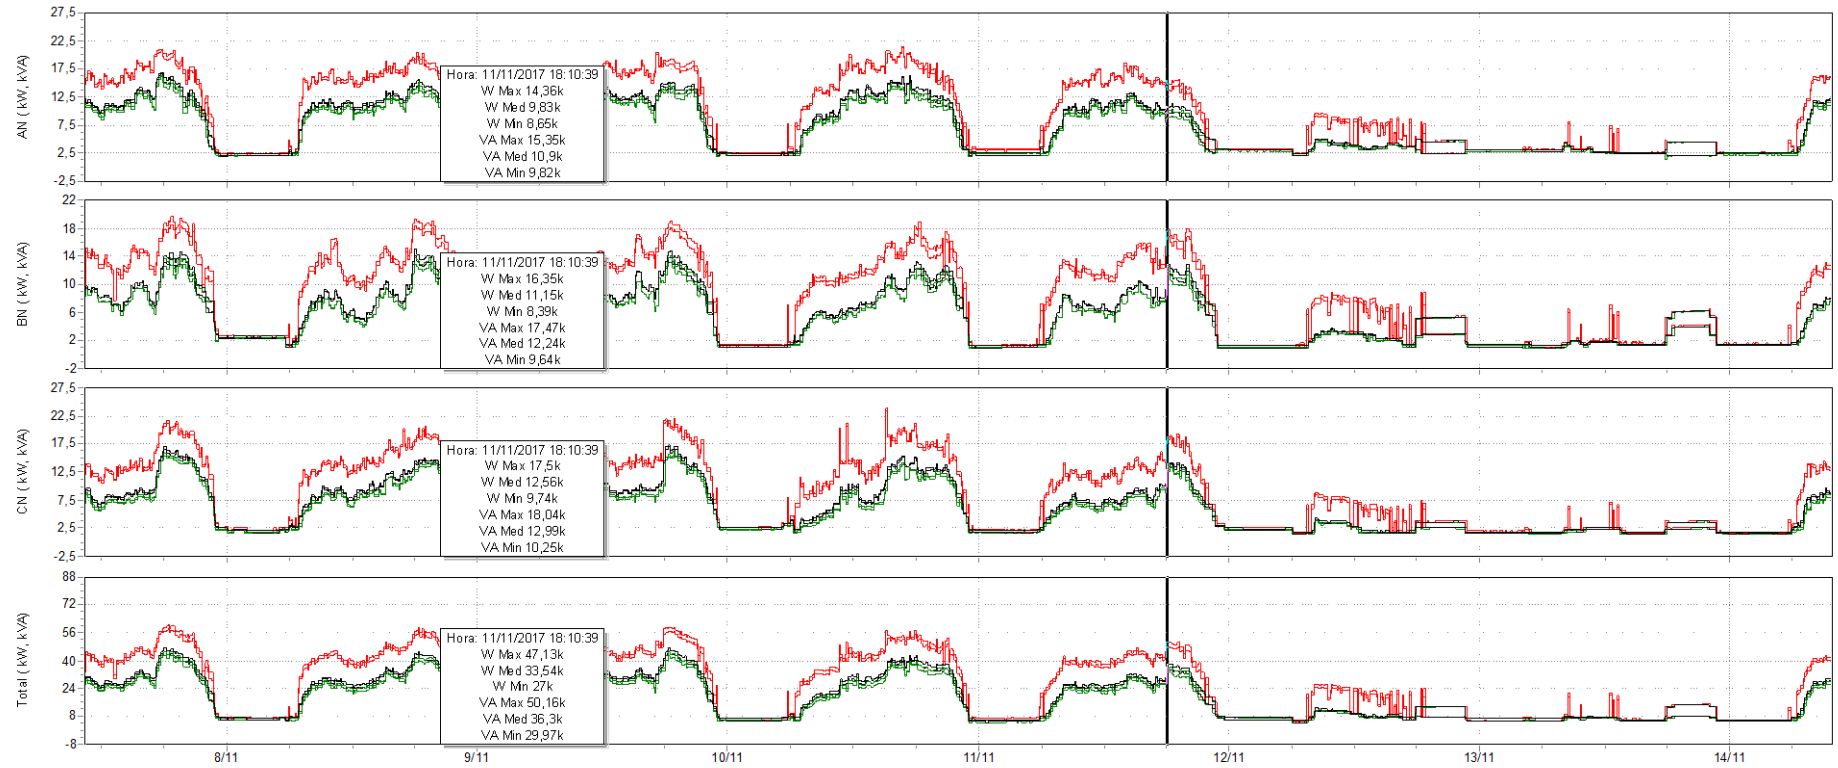 27,5
22,5
17,5
12,5
7,5
2,5
-2,5
AN ( kW, kVA)
Hora: 11/11/2017 18:10:39
W Max 14,36k
W Med 9,83k
W Min 8,65k
VA Max 15,35k
VA Med 10,9k
VA Min 9,82k
22
18
14
10
6
2
-2
BN ( kW, kVA)
Hora: 11/11/2017 18:10:39
W Max 16,35k
W Med 11,15k
W Min 8,39k
VA Max 17,47k
VA Med 12,24k
VA Min 9,64k
27,5
22,5
17,5
12,5
7,5
2,5
-2,5
CN ( kW, kVA)
Hora: 11/11/2017 18:10:39
W Max 17,5k
W Med 12,56k
W Min 9,74k
VA Max 18,04k
VA Med 12,99k
VA Min 10,25k
88
72
56
40
24
8
-8
Total ( kW, kVA)
Hora: 11/11/2017 18:10:39
W Max 47,13k
W Med 33,54k
W Min 27k
VA Max 50,16k
VA Med 36,3k
VA Min 29,97k
8/11 9/11 10/11 11/11 12/11 13/11 14/11